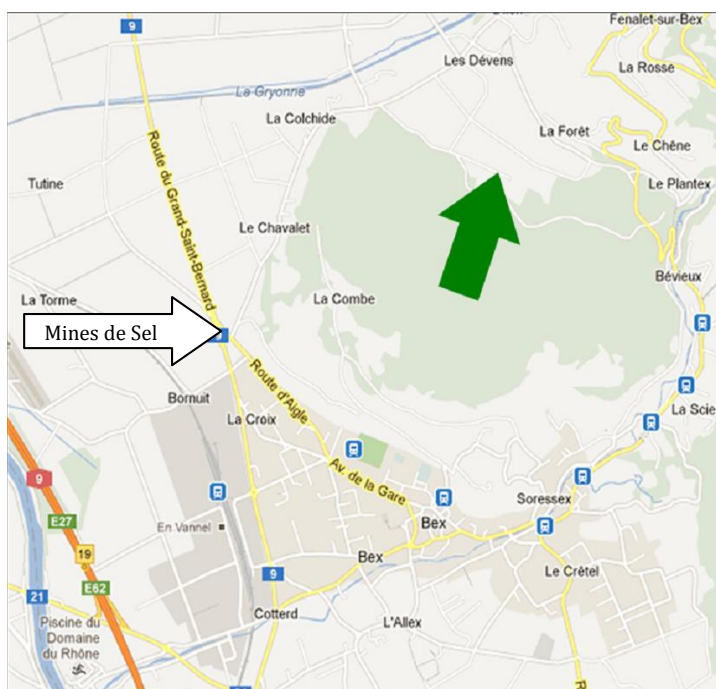 Fenalet-sur-Bex
9
Les Dévens
La Rosse
La Gryonne
La Colchide
La Forêt
Le Chêne
Route du Grand-Saint-Bernard
Tutine
Le Plantex
Le Chavalet
Bévieux
La Torme
La Combe
Mines de Sel
Route d'Aigle
Bornuit
La Croix
La Scie
Av. de la Gare
9
Soressex
E27
En Vannel
Bex
19
Bex
9
Le Crêtel
E62
21
Cotterd
L'Allex
Piscine du
Domaine
du Rhône